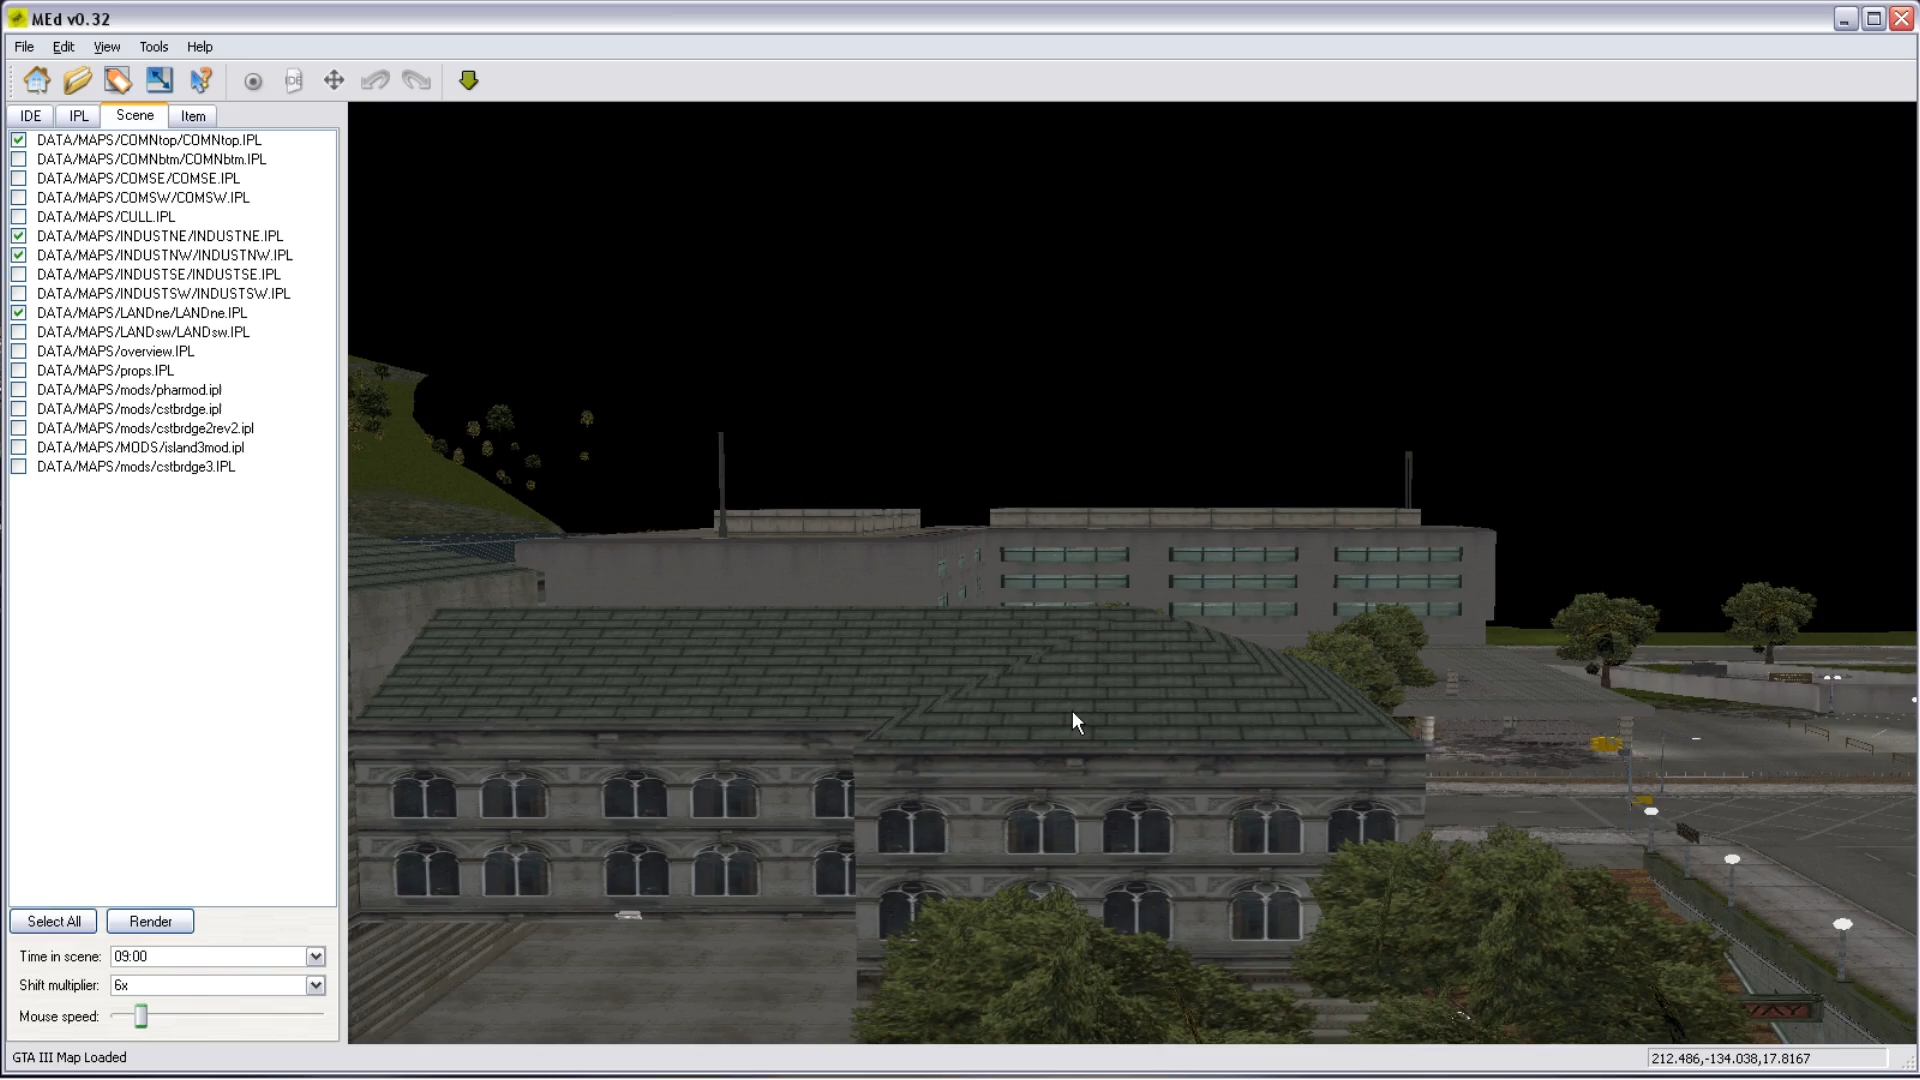 MEd v0.32
File Edit View Tools Help
IDE IPL Scene Item
DATA/MAPS/COMNtop/COMNtop.IPL
DATA/MAPS/COMNbtm/COMNbtm.IPL
DATA/MAPS/COMSE/COMSE.IPL
DATA/MAPS/COMSW/COMSW.IPL
DATA/MAPS/CULL.IPL
DATA/MAPS/INDUSTNE/INDUSTNE.IPL
DATA/MAPS/INDUSTNW/INDUSTNW.IPL
DATA/MAPS/INDUSTSE/INDUSTSE.IPL
DATA/MAPS/INDUSTSW/INDUSTSW.IPL
DATA/MAPS/LANDne/LANDne.IPL
DATA/MAPS/LANDsw/LANDsw.IPL
DATA/MAPS/overview.IPL
DATA/MAPS/props.IPL
DATA/MAPS/mods/pharmod.ipl
DATA/MAPS/mods/cstbrdge.ipl
DATA/MAPS/mods/cstbrdge2rev2.ipl
DATA/MAPS/MODS/island3mod.ipl
DATA/MAPS/mods/cstbrdge3.IPL
Select All Render
Time in scene: 09:00
Shift multiplier: 6x
Mouse speed:
GTA III Map Loaded
212.486,-134.038,17.8167